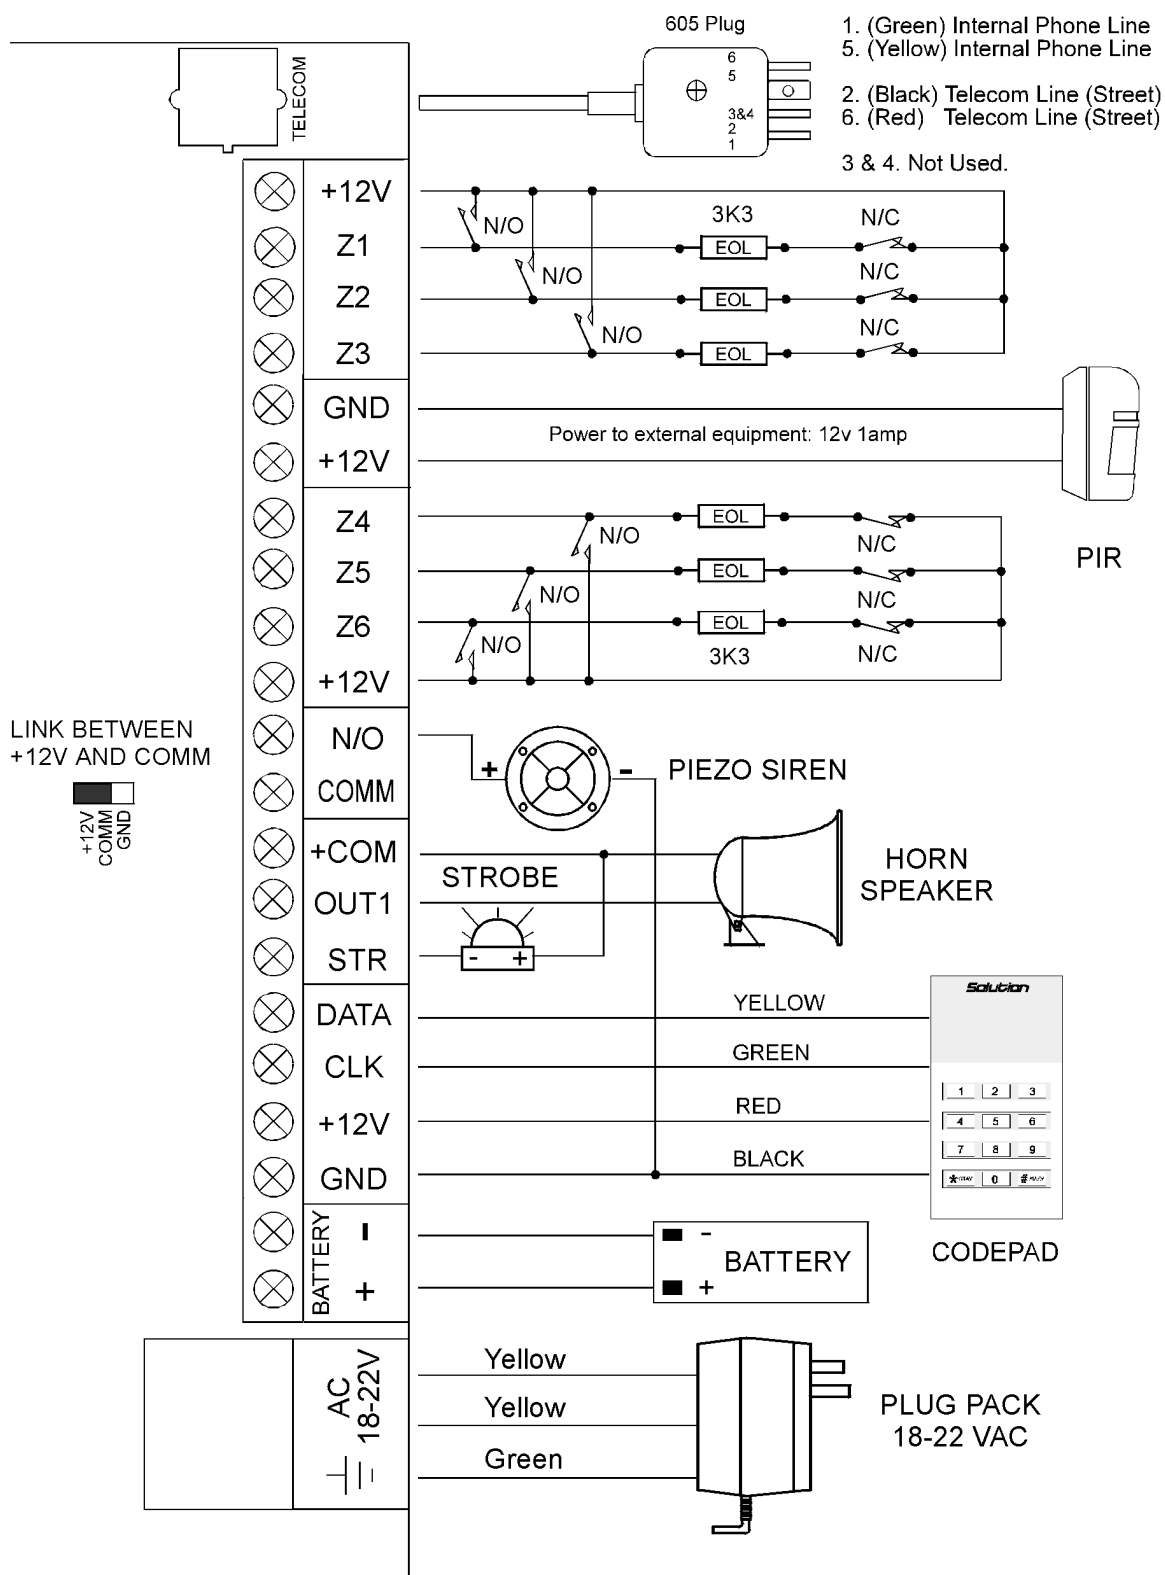 605 Plug
1. (Green) Internal Phone Line
5. (Yellow) Internal Phone Line
2. (Black) Telecom Line (Street)
6. (Red) Telecom Line (Street)
3 & 4. Not Used.
6
5
3&4
2
1
TELECOM
+12V
Z1
Z2
Z3
GND
+12V
Z4
Z5
Z6
+12V
N/O
COMM
+COM
OUT1
STR
DATA
CLK
+12V
GND
BATTERY
-
+
AC
18-22V
N/O
N/O
N/O
3K3
EOL
EOL
EOL
N/C
N/C
N/C
Power to external equipment: 12v 1amp
PIR
EOL
EOL
EOL
3K3
N/O
N/O
N/O
N/C
N/C
N/C
LINK BETWEEN
+12V AND COMM
+12V
COMM
GND
+
-
PIEZO SIREN
STROBE
- +
HORN
SPEAKER
YELLOW
GREEN
RED
BLACK
Solution
1 2 3
4 5 6
7 8 9
* 0 #
CODEPAD
-
BATTERY
+
Yellow
Yellow
Green
PLUG PACK
18-22 VAC